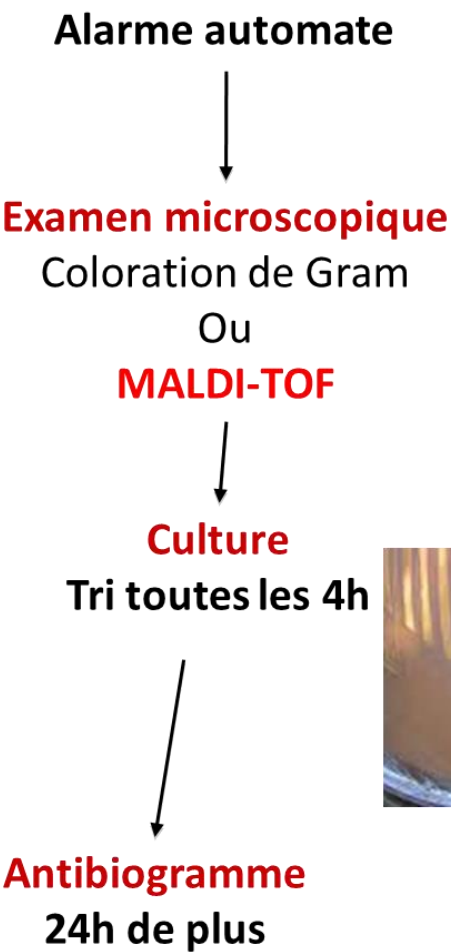 Alarme automate
Examen microscopique
Coloration de Gram
Ou
MALDI-TOF
Culture
Tri toutes les 4h
Antibiogramme
24h de plus